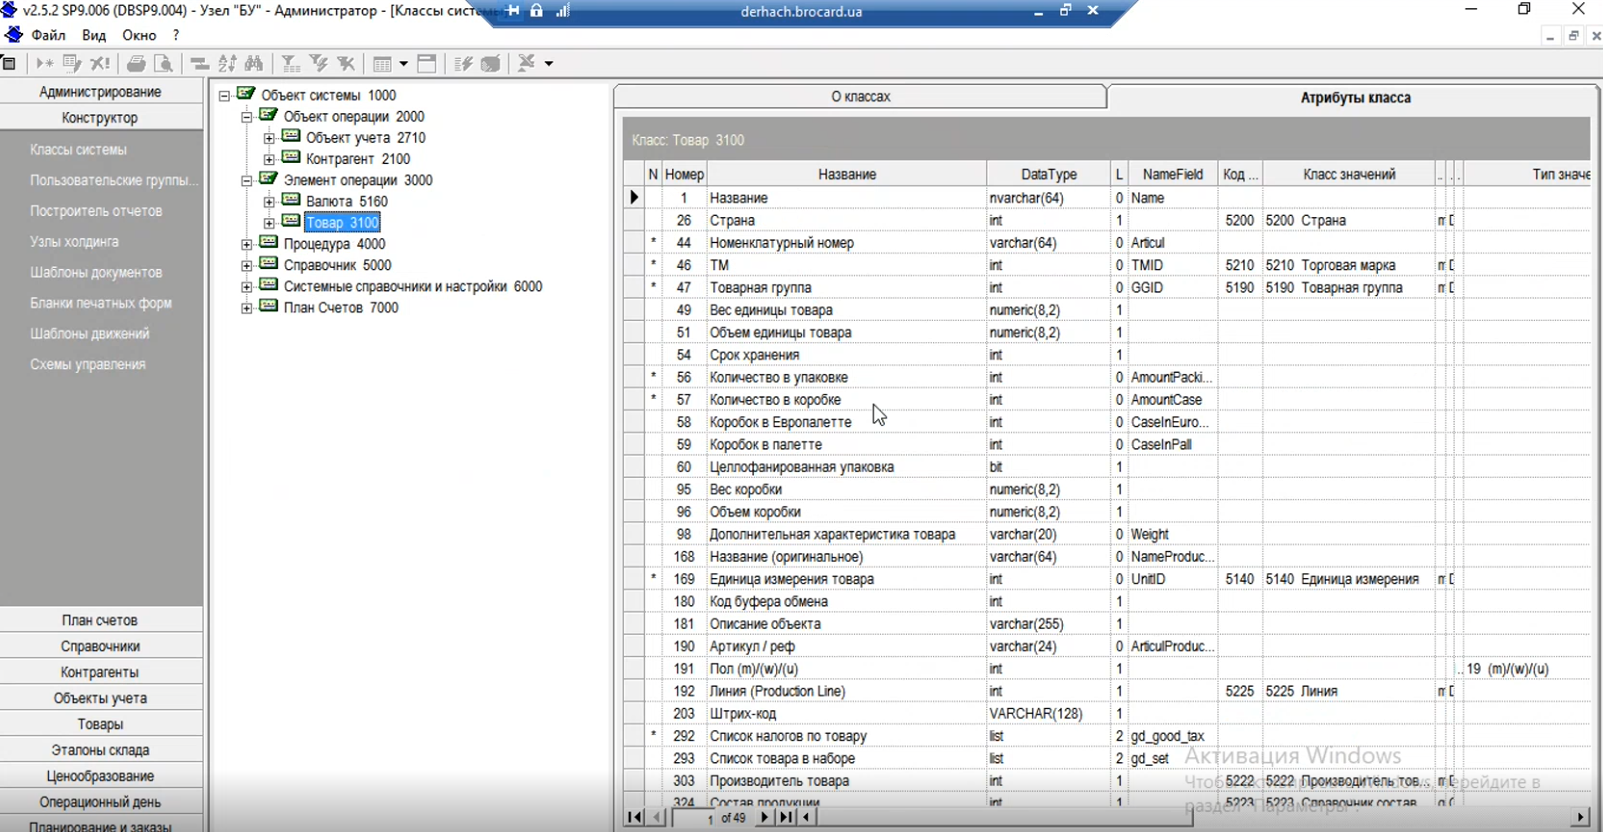 v2.5.2 SP9.006 (DBSP9.004) - Узел "БУ" - Администратор - [Классы систем
derhach.brocard.ua
Файл Вид Окно ?
Администрирование
Конструктор
Классы системы
Пользовательские группы...
Построитель отчетов
Узлы холдинга
Шаблоны документов
Бланки печатных форм
Шаблоны движений
Схемы управления
План счетов
Справочники
Контрагенты
Объекты учета
Товары
Эталоны склада
Ценообразование
Операционный день
Планирование и заказы
Объект системы 1000
Объект операции 2000
Объект учета 2710
Контрагент 2100
Элемент операции 3000
Валюта 5160
Товар 3100
Процедура 4000
Справочник 5000
Системные справочники и настройки 6000
План Счетов 7000
О классах
Атрибуты класса
Класс: Товар 3100
N Номер Название DataType L NameField Код ... Класс значений .. . . Тип значе
1 Название nvarchar(64) 0 Name
26 Страна int 1 5200 5200 Страна
* 44 Номенклатурный номер varchar(64) 0 Articul
* 46 ТМ int 0 TMID 5210 5210 Торговая марка
* 47 Товарная группа int 0 GGID 5190 5190 Товарная группа
49 Вес единицы товара numeric(8,2) 1
51 Объем единицы товара numeric(8,2) 1
54 Срок хранения int 1
* 56 Количество в упаковке int 0 AmountPacki...
* 57 Количество в коробке int 0 AmountCase
58 Коробок в Европалетте int 0 CaseInEuro...
59 Коробок в палетте int 0 CaseInPall
60 Целлофанированная упаковка bit 1
95 Вес коробки numeric(8,2) 1
96 Объем коробки numeric(8,2) 1
98 Дополнительная характеристика товара varchar(20) 0 Weight
168 Название (оригинальное) varchar(64) 0 NameProduc...
* 169 Единица измерения товара int 0 UnitID 5140 5140 Единица измерения
180 Код буфера обмена int 1
181 Описание объекта varchar(255) 1
190 Артикул / реф varchar(24) 0 ArticulProduc...
191 Пол (m)/(w)/(u) int 1 .. 19 (m)/(w)/(u)
192 Линия (Production Line) int 1 5225 5225 Линия
203 Штрих-код VARCHAR(128) 1
* 292 Список налогов по товару list 2 gd_good_tax
293 Список товара в наборе list 2 gd_set
303 Производитель товара int 1 5222 5222 Производитель тов...
324 Состав продукции int 1 5223 5223 Справочник состав
1 of 49
Активация Windows
Чтобы активировать Windows, перейдите в
раздел "Параметры".